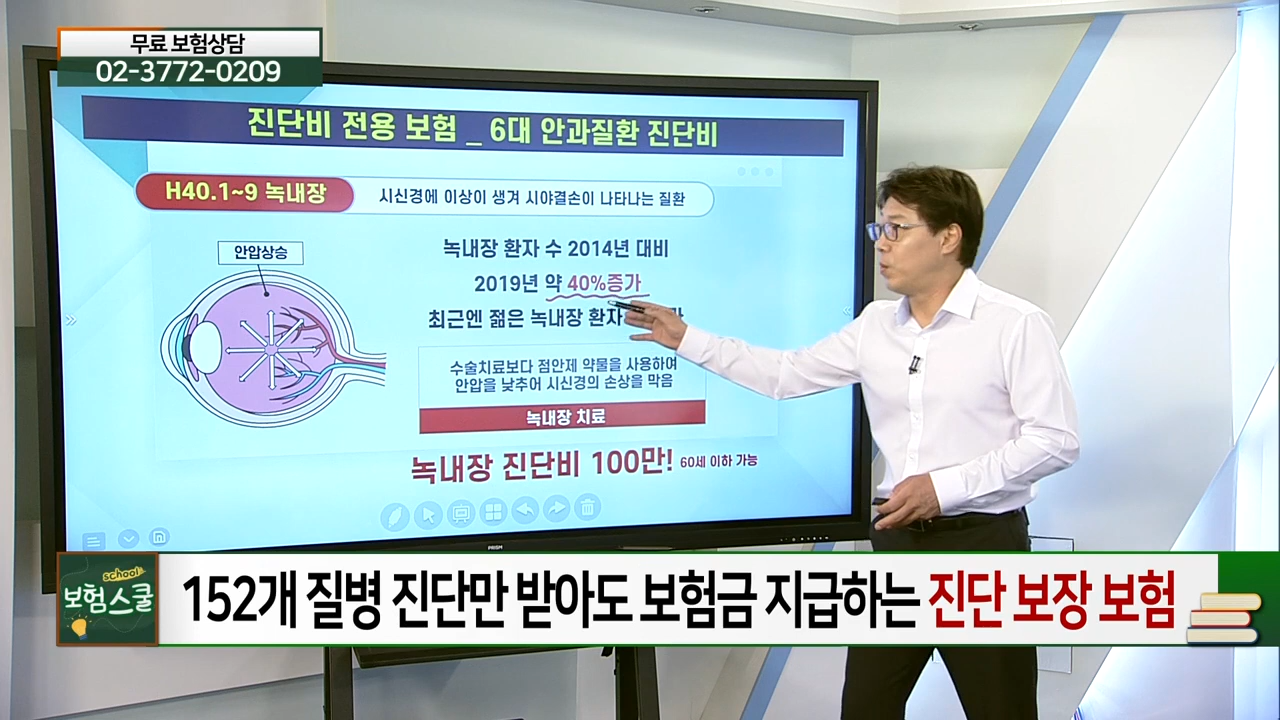 무료 보험상담
02-3772-0209
진단비 전용 보험 _ 6대 안과질환 진단비
H40.1~9 녹내장
시신경에 이상이 생겨 시야결손이 나타나는 질환
안압상승
녹내장 환자 수 2014년 대비
2019년 약 40%증가
최근엔 젊은 녹내장 환자
수술치료보다 점안제 약물을 사용하여
안압을 낮추어 시신경의 손상을 막음
녹내장 치료
녹내장 진단비 100만! 60세 이하 가능
PRISM
school
보험스쿨
152개 질병 진단만 받아도 보험금 지급하는 진단 보장 보험